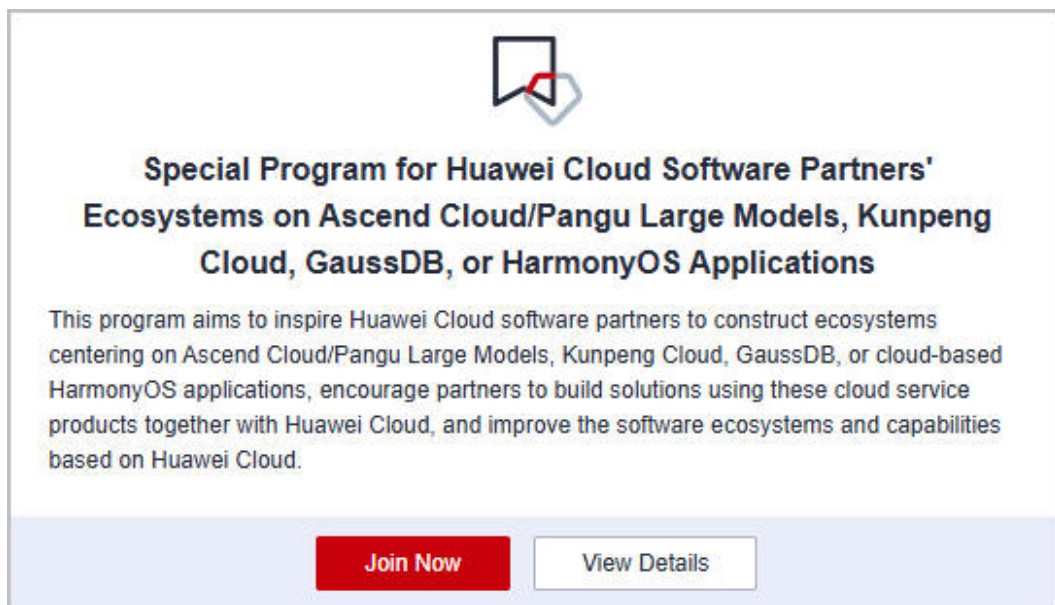 Special Program for Huawei Cloud Software Partners'
Ecosystems on Ascend Cloud/Pangu Large Models, Kunpeng
Cloud, GaussDB, or HarmonyOS Applications
This program aims to inspire Huawei Cloud software partners to construct ecosystems
centering on Ascend Cloud/Pangu Large Models, Kunpeng Cloud, GaussDB, or cloud-based
HarmonyOS applications, encourage partners to build solutions using these cloud service
products together with Huawei Cloud, and improve the software ecosystems and capabilities
based on Huawei Cloud.
Join Now
View Details